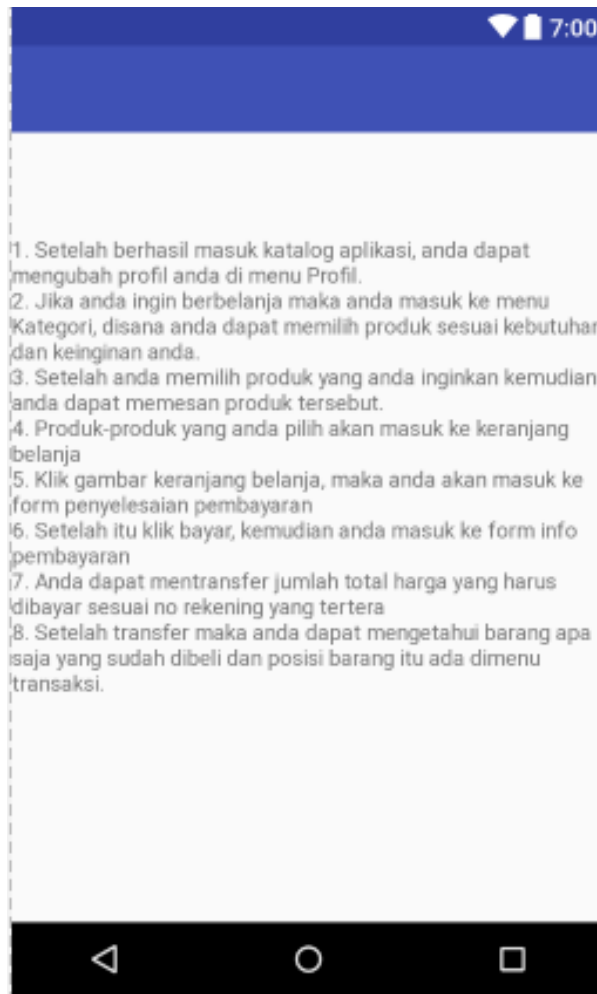 7:00
1. Setelah berhasil masuk katalog aplikasi, anda dapat
mengubah profil anda di menu Profil.
2. Jika anda ingin berbelanja maka anda masuk ke menu
Kategori, disana anda dapat memilih produk sesuai kebutuhan
dan keinginan anda.
3. Setelah anda memilih produk yang anda inginkan kemudian
anda dapat memesan produk tersebut.
4. Produk-produk yang anda pilih akan masuk ke keranjang
belanja
5. Klik gambar keranjang belanja, maka anda akan masuk ke
form penyelesaian pembayaran
6. Setelah itu klik bayar, kemudian anda masuk ke form info
pembayaran
7. Anda dapat mentransfer jumlah total harga yang harus
dibayar sesuai no rekening yang tertera
8. Setelah transfer maka anda dapat mengetahui barang apa
saja yang sudah dibeli dan posisi barang itu ada dimenu
transaksi.